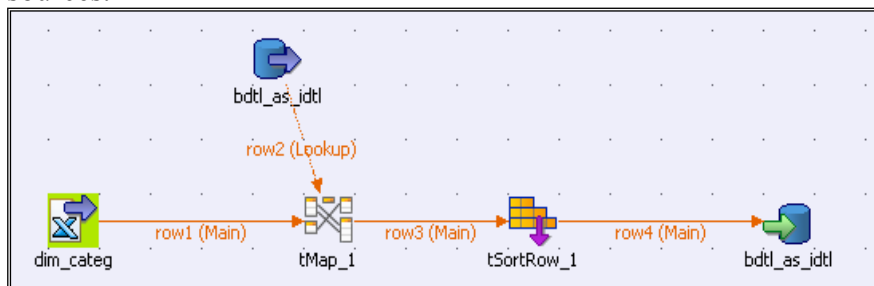 bdtl_as_idtl
row2 (Lookup)
row1 (Main)
row3 (Main)
row4 (Main)
dim_categ
tMap_1
tSortRow_1
bdtl_as_idtl